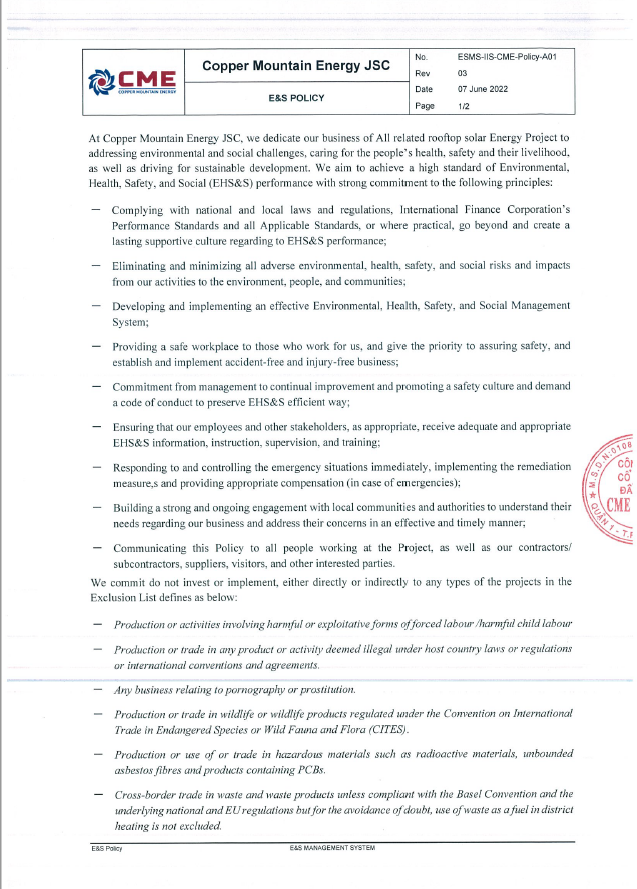 CME
COPPER MOUNTAIN ENERGY
Copper Mountain Energy JSC
E&S POLICY
No. ESMS-IIS-CME-Policy-A01
Rev 03
Date 07 June 2022
Page 1/2
At Copper Mountain Energy JSC, we dedicate our business of All related rooftop solar Energy Project to
addressing environmental and social challenges, caring for the people"s health, safety and their livelihood,
as well as driving for sustainable development. We aim to achieve a high standard of Environmental,
Health, Safety, and Social (EHS&S) performance with strong commitment to the following principles:
— Complying with national and local laws and regulations, International Finance Corporation's
Performance Standards and all Applicable Standards, or where practical, go beyond and create a
lasting supportive culture regarding to EHS&S performance;
— Eliminating and minimizing all adverse environmental, health, safety, and social risks and impacts
from our activities to the environment, people, and communities;
— Developing and implementing an effective Environmental, Health, Safety, and Social Management
System;
— Providing a safe workplace to those who work for us, and give the priority to assuring safety, and
establish and implement accident-free and injury-free business;
— Commitment from management to continual improvement and promoting a safety culture and demand
a code of conduct to preserve EHS&S efficient way;
— Ensuring that our employees and other stakeholders, as appropriate, receive adequate and appropriate
EHS&S information, instruction, supervision, and training;
— Responding to and controlling the emergency situations immediately, implementing the remediation
measure,s and providing appropriate compensation (in case of emergencies);
— Building a strong and ongoing engagement with local communities and authorities to understand their
needs regarding our business and address their concerns in an effective and timely manner;
— Communicating this Policy to all people working at the Project, as well as our contractors/
subcontractors, suppliers, visitors, and other interested parties.
We commit do not invest or implement, either directly or indirectly to any types of the projects in the
Exclusion List defines as below:
— Production or activities involving harmful or exploitative forms of forced labour /harmful child labour
— Production or trade in any product or activity deemed illegal under host country laws or regulations
or international conventions and agreements.
— Any business relating to pornography or prostitution.
— Production or trade in wildlife or wildlife products regulated under the Convention on International
Trade in Endangered Species or Wild Fauna and Flora (CITES).
— Production or use of or trade in hazardous materials such as radioactive materials, unbounded
asbestos fibres and products containing PCBs.
— Cross-border trade in waste and waste products unless compliant with the Basel Convention and the
underlying national and EU regulations but for the avoidance of doubt, use of waste as a fuel in district
heating is not excluded.
M.S.D.N:0108
CÔ
CỔ
ĐẦ
CME
QUẬN 1 - T.P
E&S Policy
E&S MANAGEMENT SYSTEM